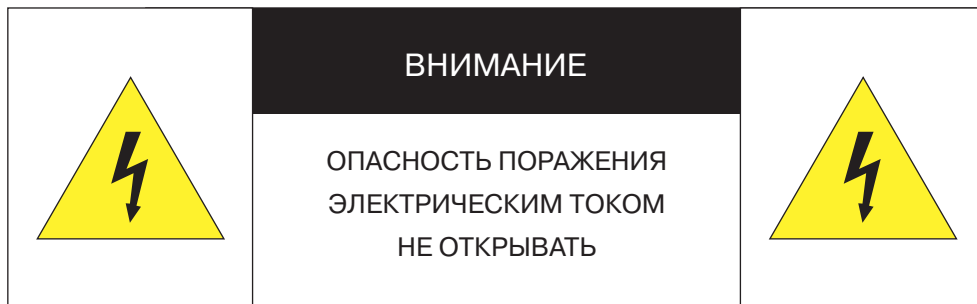 ВНИМАНИЕ
ОПАСНОСТЬ ПОРАЖЕНИЯ
ЭЛЕКТРИЧЕСКИМ ТОКОМ
НЕ ОТКРЫВАТЬ